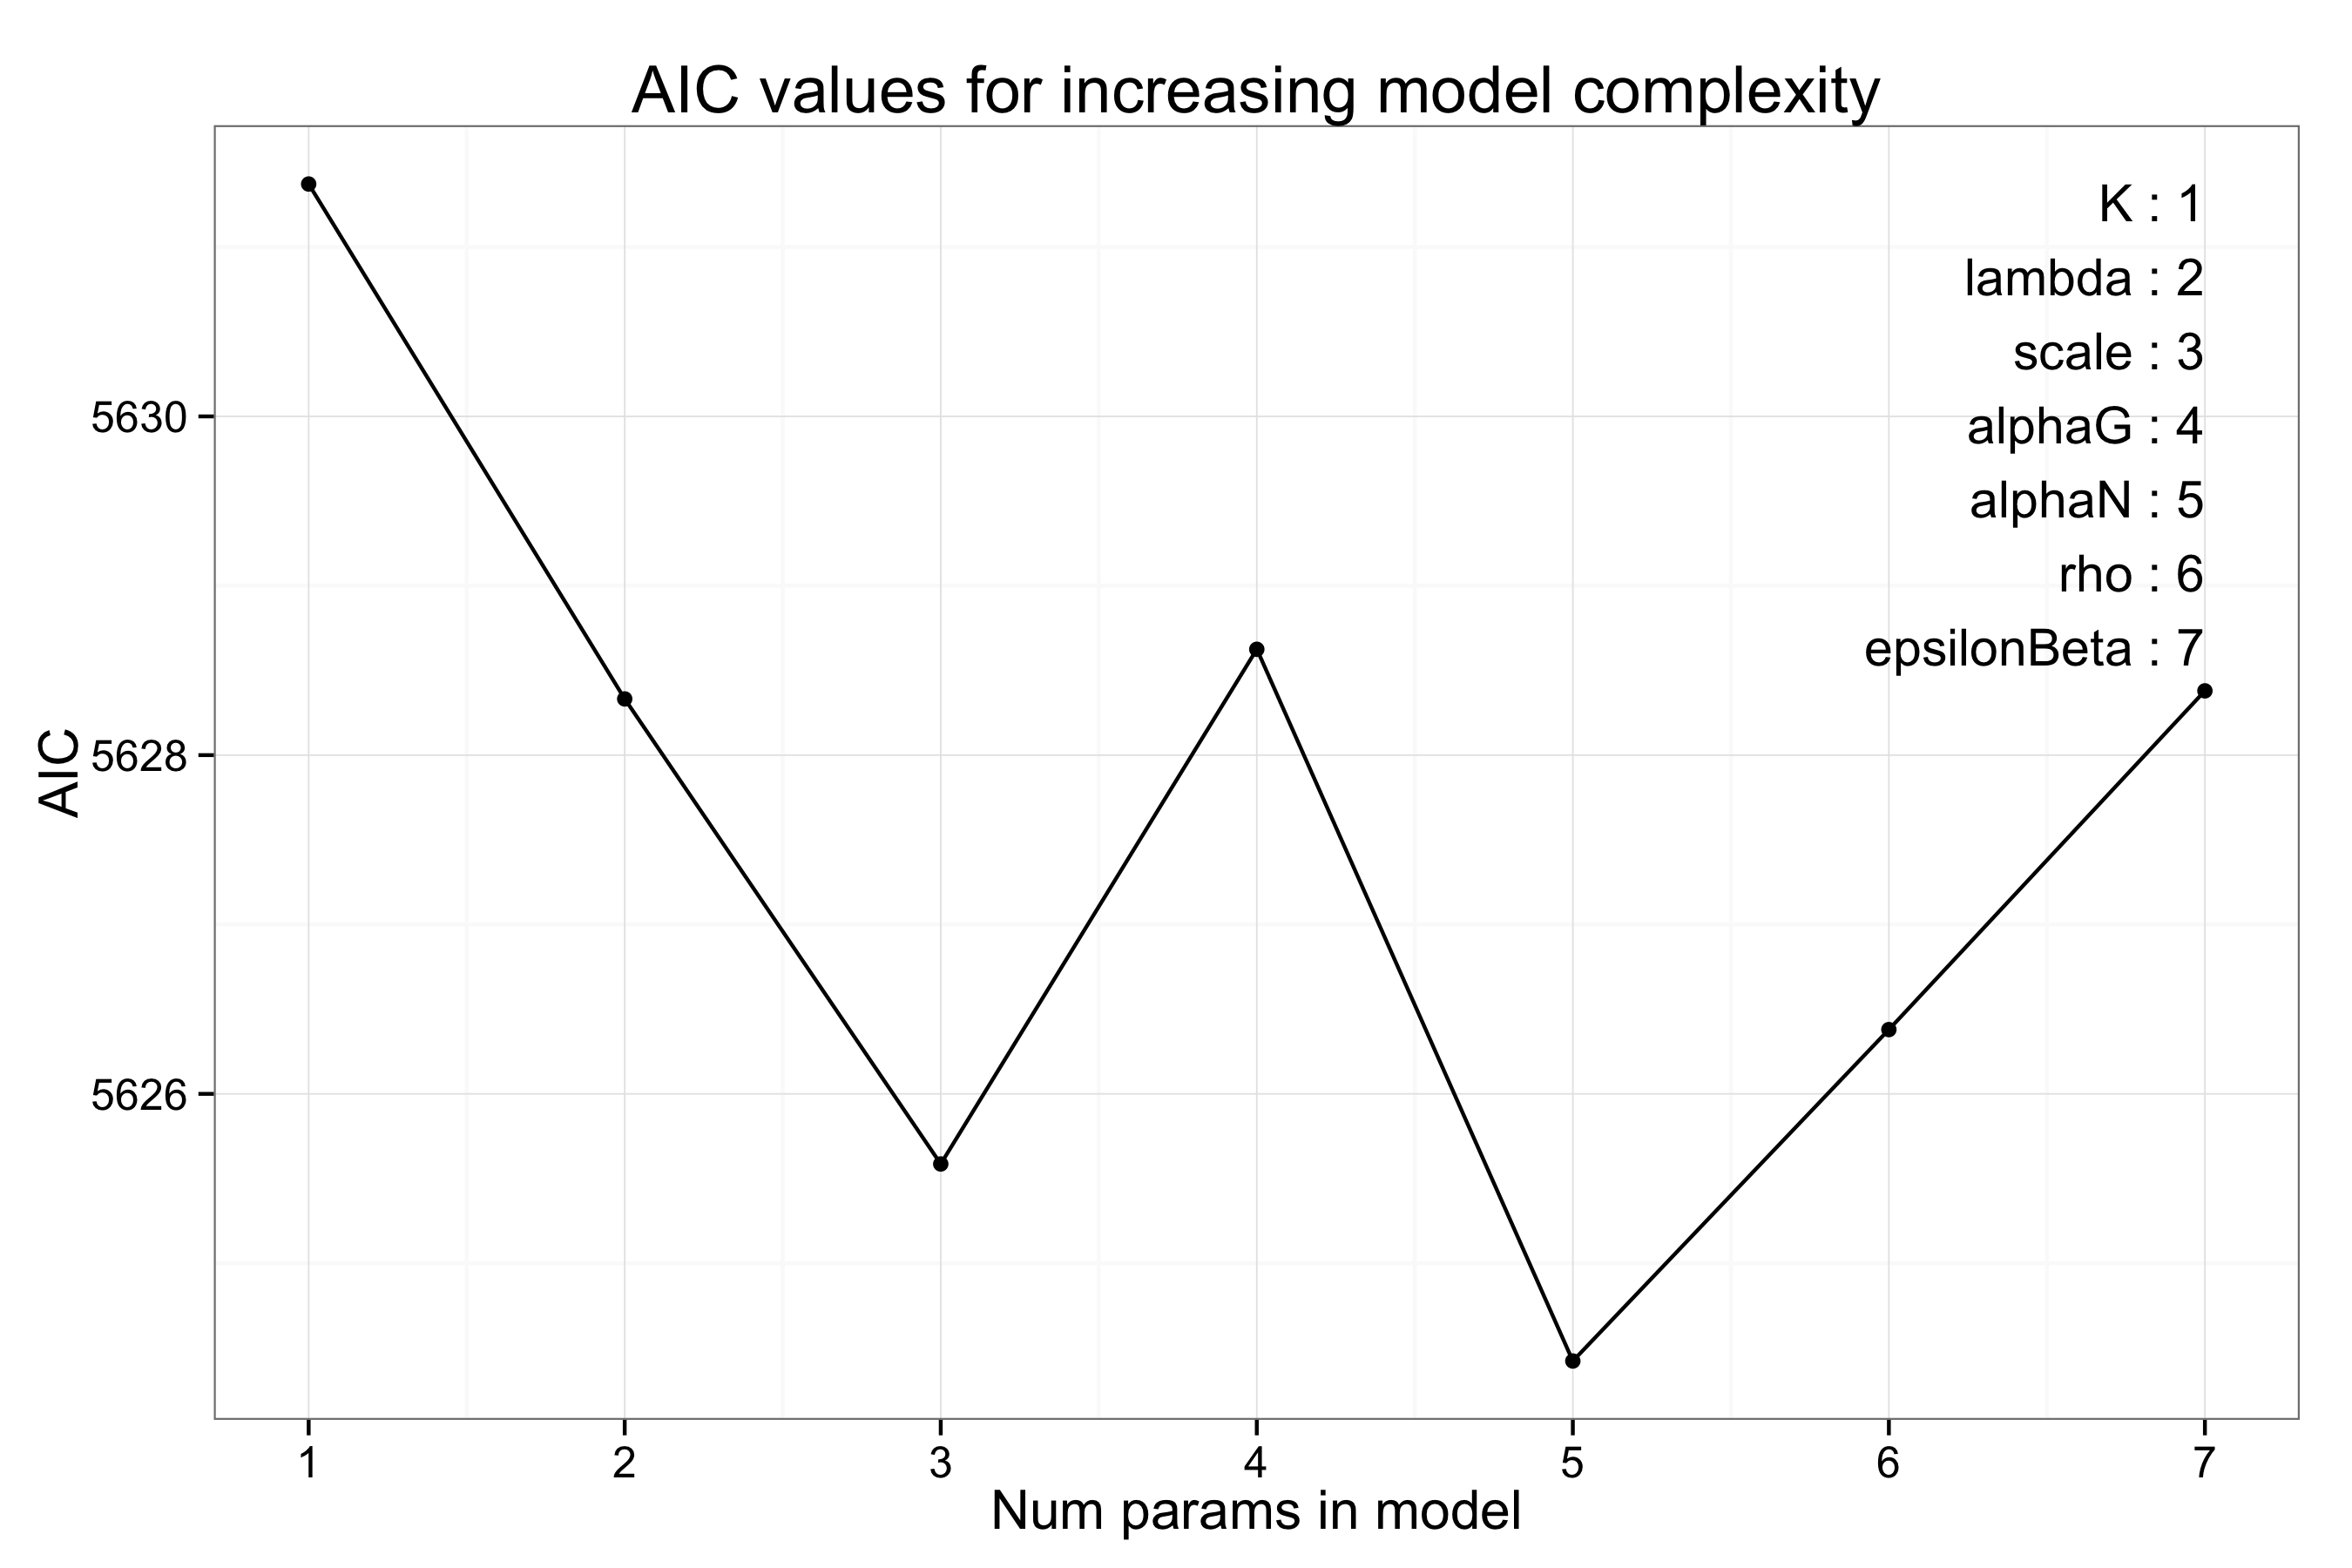 AIC values for increasing model complexity
K : 1
lambda : 2
scale : 3
alphaG : 4
alphaN : 5
rho : 6
epsilonBeta : 7
5630
5628
5626
AIC
1 2 3 4 5 6 7
Num params in model